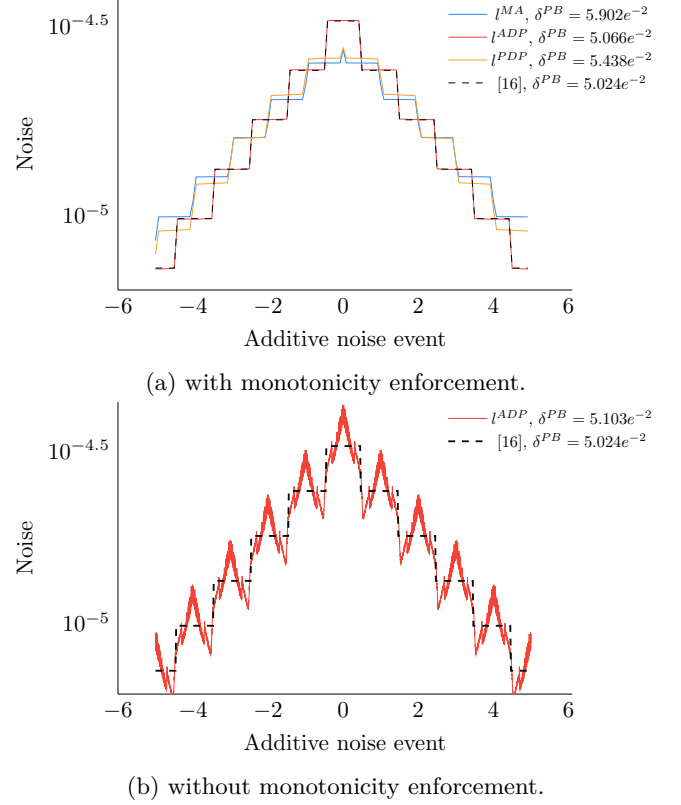 10^{-4.5}
l^{MA}, δ^{PB} = 5.902e^{-2}
l^{ADP}, δ^{PB} = 5.066e^{-2}
l^{PDP}, δ^{PB} = 5.438e^{-2}
[16], δ^{PB} = 5.024e^{-2}
Noise
10^{-5}
−6 −4 −2 0 2 4 6
Additive noise event
(a) with monotonicity enforcement.
l^{ADP}, δ^{PB} = 5.103e^{-2}
[16], δ^{PB} = 5.024e^{-2}
10^{-4.5}
Noise
10^{-5}
−6 −4 −2 0 2 4 6
Additive noise event
(b) without monotonicity enforcement.